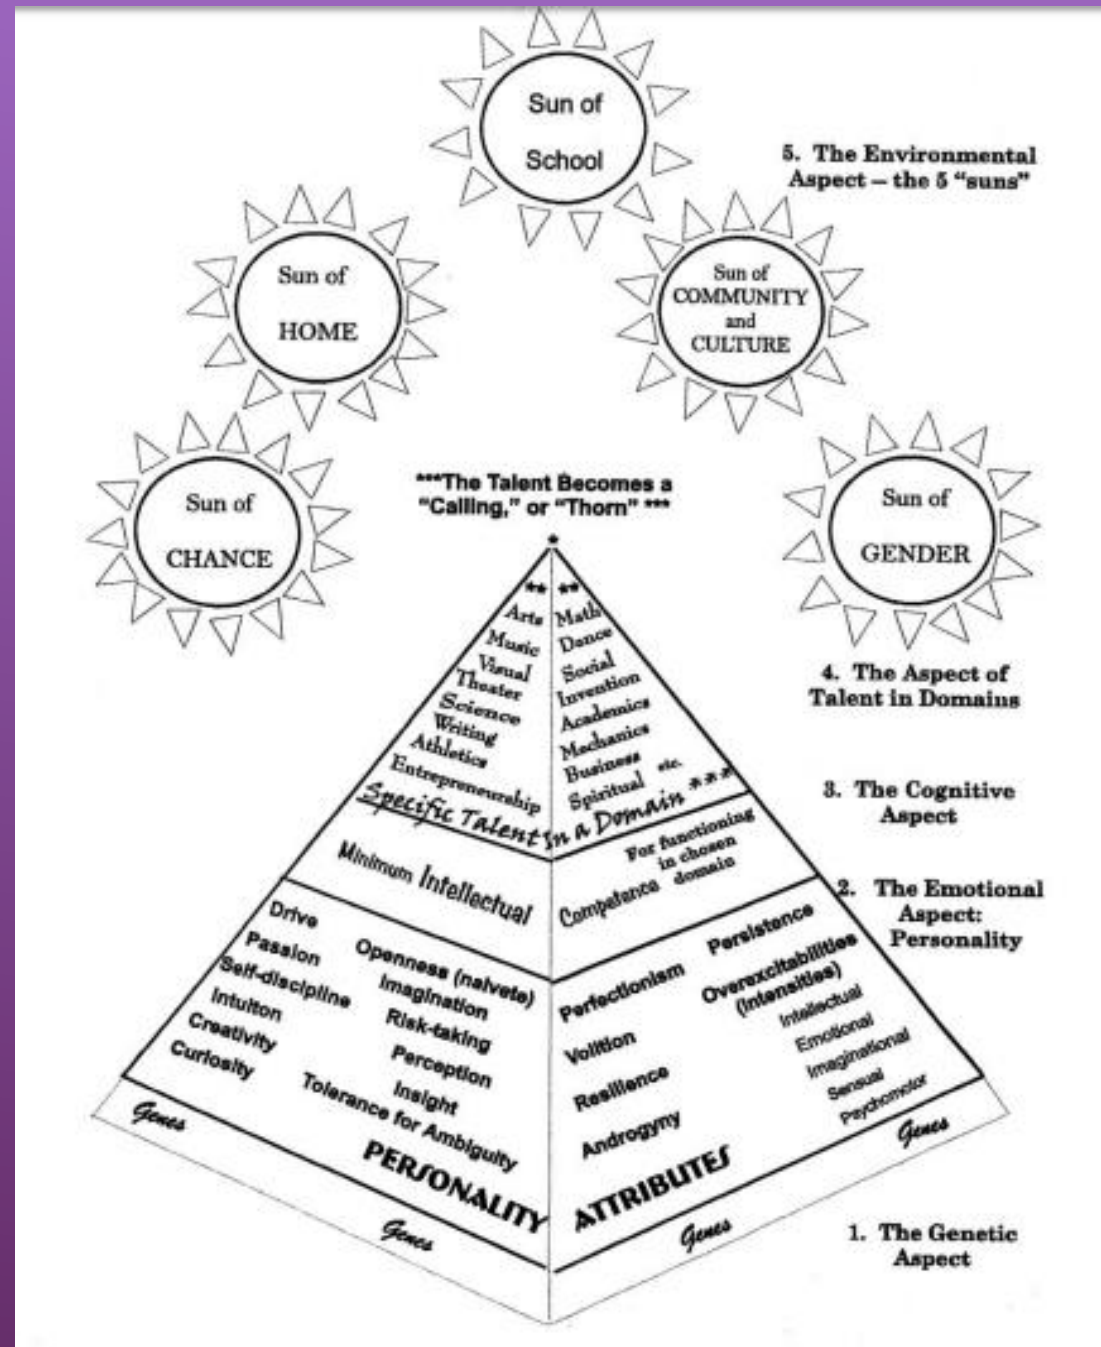 Sun of
School
5. The Environmental
Aspect – the 5 "suns"
Sun of
HOME
Sun of
COMMUNITY
and
CULTURE
Sun of
CHANCE
***The Talent Becomes a
"Calling," or "Thorn" ***
Sun of
GENDER
*
** **
Arts
Music
Visual
Theater
Science
Writing
Athletics
Entrepreneurship
Math
Dance
Social
Invention
Academics
Mechanics
Business
Spiritual etc.
Specific Talent in a Domain ***
4. The Aspect of
Talent in Domains
3. The Cognitive
Aspect
Minimum Intellectual
Competence
For functioning
in chosen
domain
2. The Emotional
Aspect:
Personality
Drive
Passion
Self-discipline
Intuiton
Creativity
Curiosity
Openness (naivete)
Imagination
Risk-taking
Perception
Insight
Tolerance for Ambiguity
PERSONALITY
Perfectionism
Volition
Resilience
Androgyny
Persistence
Overexcitabilities
(Intensities)
Intellectual
Emotional
Imaginational
Sensual
Psychomotor
ATTRIBUTES
Genes
Genes
Genes
Genes
1. The Genetic
Aspect